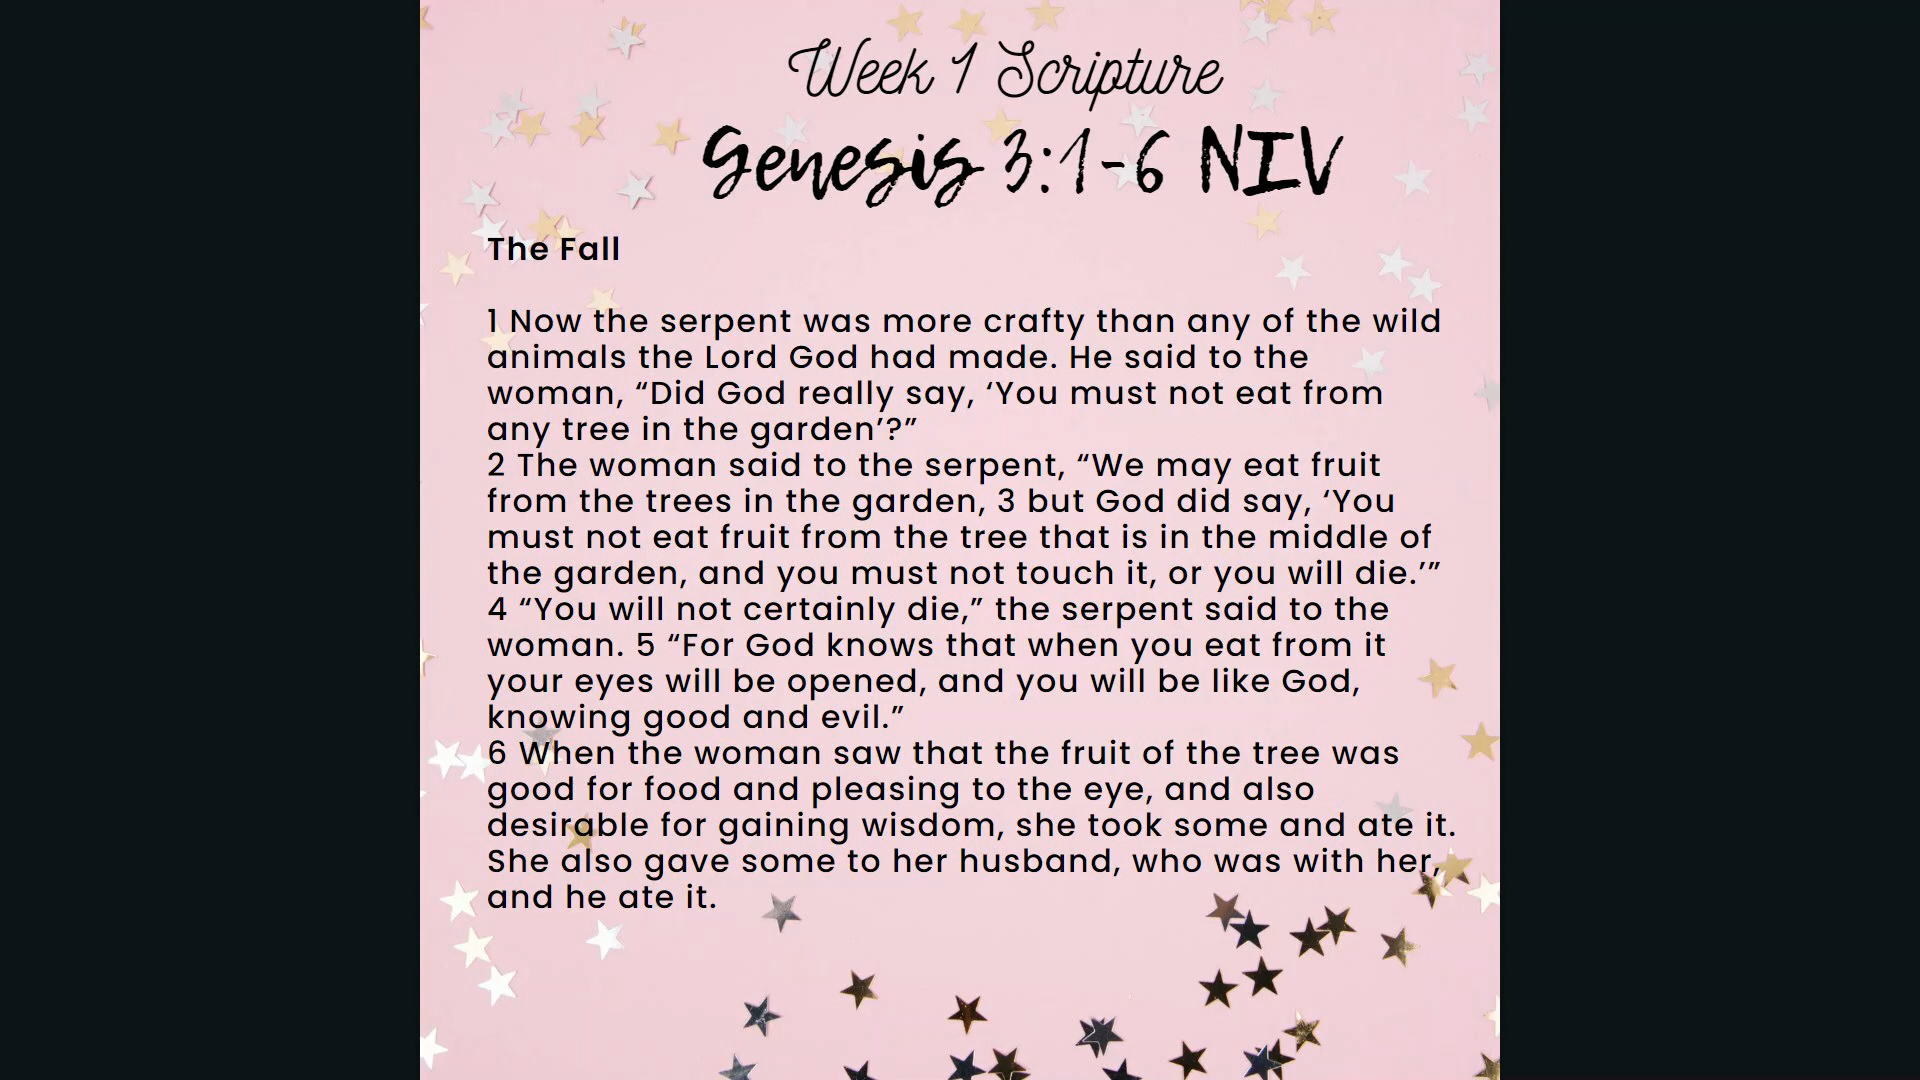 Week 1 Scripture
Genesis 3:1-6 NIV
The Fall
1 Now the serpent was more crafty than any of the wild
animals the Lord God had made. He said to the
woman, “Did God really say, ‘You must not eat from
any tree in the garden’?”
2 The woman said to the serpent, “We may eat fruit
from the trees in the garden, 3 but God did say, ‘You
must not eat fruit from the tree that is in the middle of
the garden, and you must not touch it, or you will die.’”
4 “You will not certainly die,” the serpent said to the
woman. 5 “For God knows that when you eat from it
your eyes will be opened, and you will be like God,
knowing good and evil.”
6 When the woman saw that the fruit of the tree was
good for food and pleasing to the eye, and also
desirable for gaining wisdom, she took some and ate it.
She also gave some to her husband, who was with her,
and he ate it.